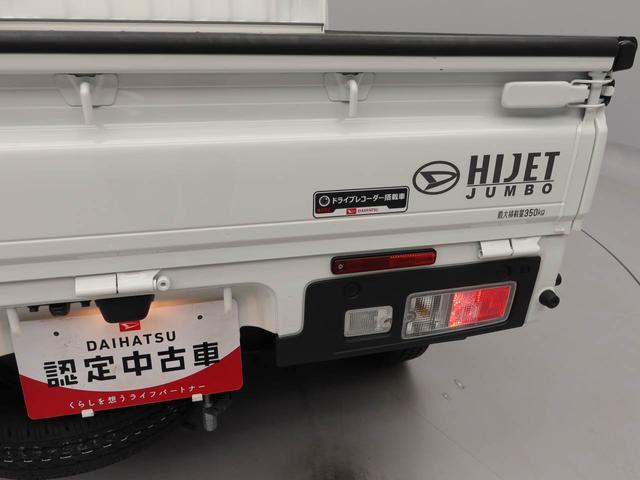 HIJET
JUMBO
最大積載量350kg
ドライブレコーダー搭載車
DAIHATSU
DAIHATSU
認定中古車
くらしを想うライフパートナー